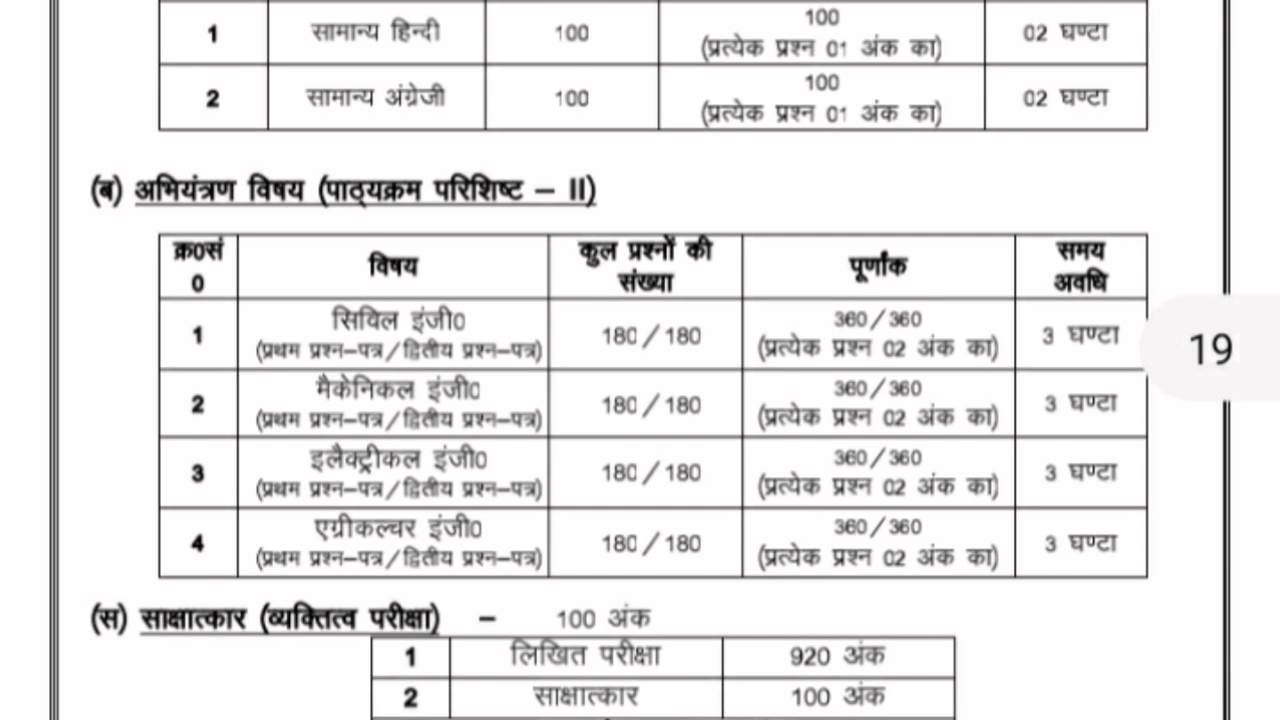 1 सामान्य हिन्दी 100 100 (प्रत्येक प्रश्न 01 अंक का) 02 घण्टा
2 सामान्य अंग्रेजी 100 100 (प्रत्येक प्रश्न 01 अंक का) 02 घण्टा
(ब) अभियंत्रण विषय (पाठ्यक्रम परिशिष्ट – II)
क्र0सं0 विषय कुल प्रश्नों की संख्या पूर्णांक समय अवधि
1 सिविल इंजी0 (प्रथम प्रश्न–पत्र/द्वितीय प्रश्न–पत्र) 180/180 360/360 (प्रत्येक प्रश्न 02 अंक का) 3 घण्टा
19
2 मैकेनिकल इंजी0 (प्रथम प्रश्न–पत्र/द्वितीय प्रश्न–पत्र) 180/180 360/360 (प्रत्येक प्रश्न 02 अंक का) 3 घण्टा
3 इलैक्ट्रीकल इंजी0 (प्रथम प्रश्न–पत्र/द्वितीय प्रश्न–पत्र) 180/180 360/360 (प्रत्येक प्रश्न 02 अंक का) 3 घण्टा
4 एग्रीकल्चर इंजी0 (प्रथम प्रश्न–पत्र/द्वितीय प्रश्न–पत्र) 180/180 360/360 (प्रत्येक प्रश्न 02 अंक का) 3 घण्टा
(स) साक्षात्कार (व्यक्तित्व परीक्षा) – 100 अंक
1 लिखित परीक्षा 920 अंक
2 साक्षात्कार 100 अंक